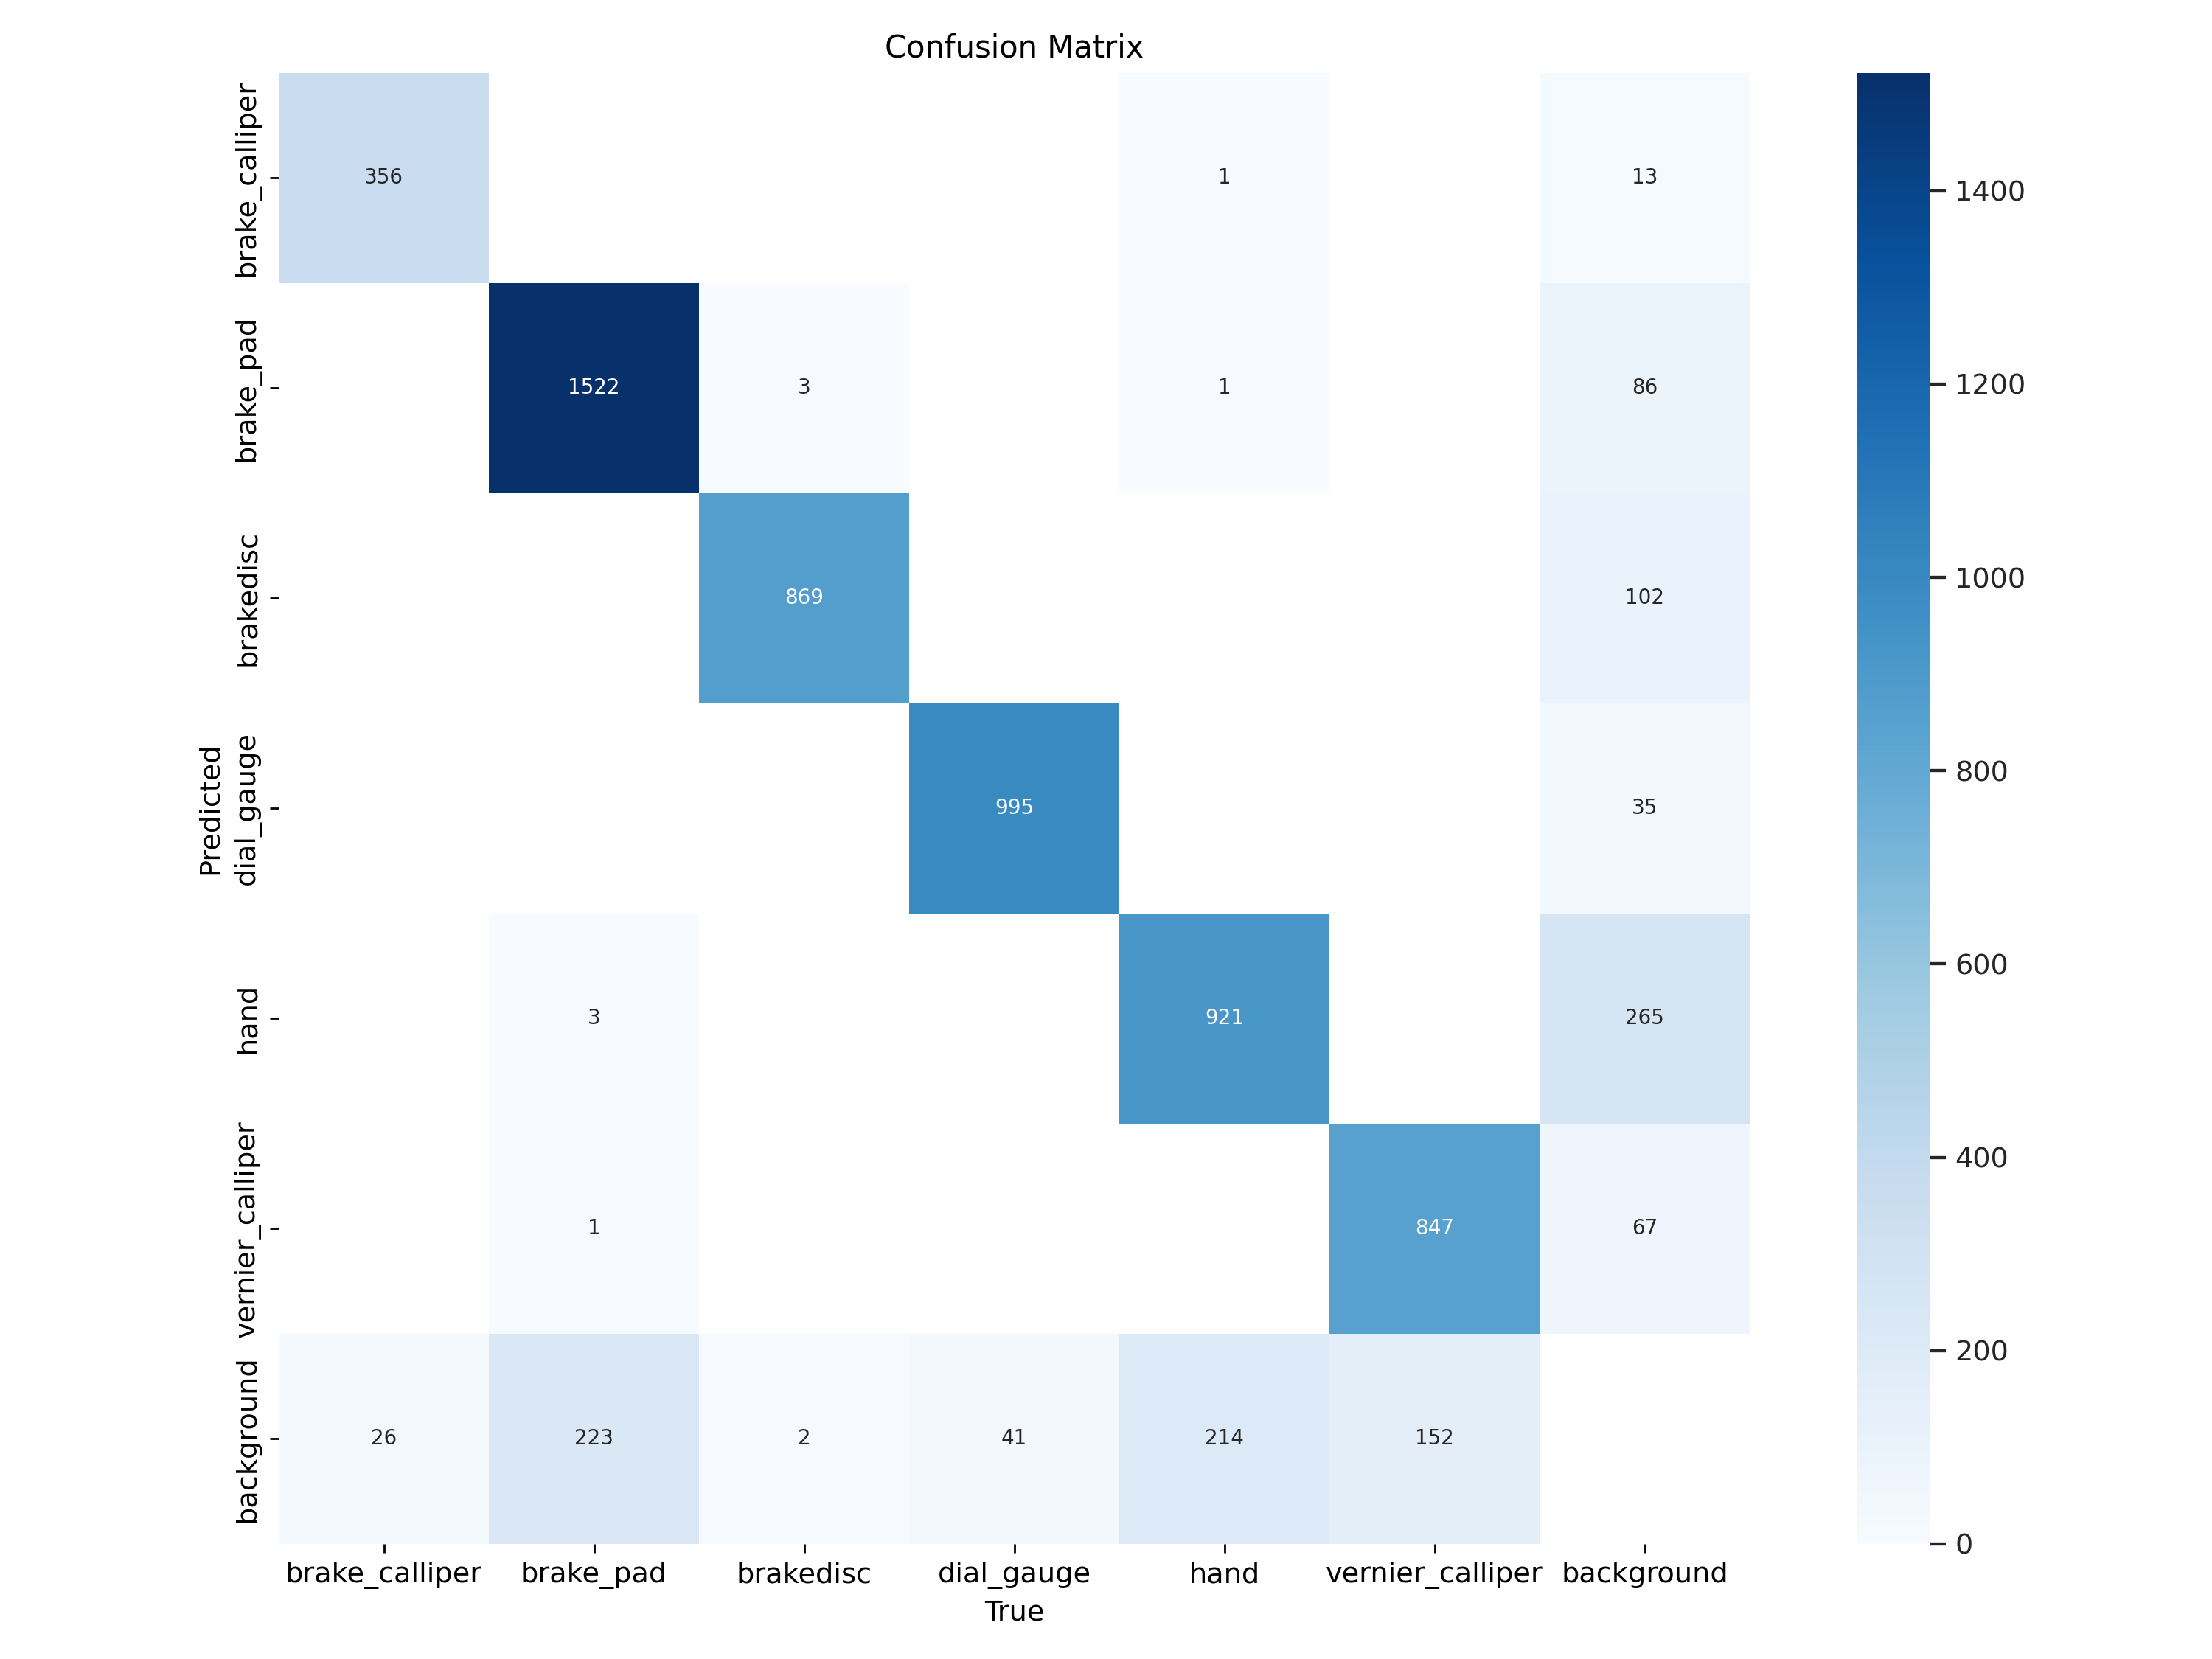 Confusion Matrix
brake_calliper
356
1
13
1400
brake_pad
1522
3
1
86
1200
brakedisc
869
102
1000
Predicted
dial_gauge
995
35
800
hand
3
921
265
600
vernier_calliper
1
847
67
400
background
26
223
2
41
214
152
200
0
brake_calliper brake_pad brakedisc dial_gauge hand vernier_calliper background
True